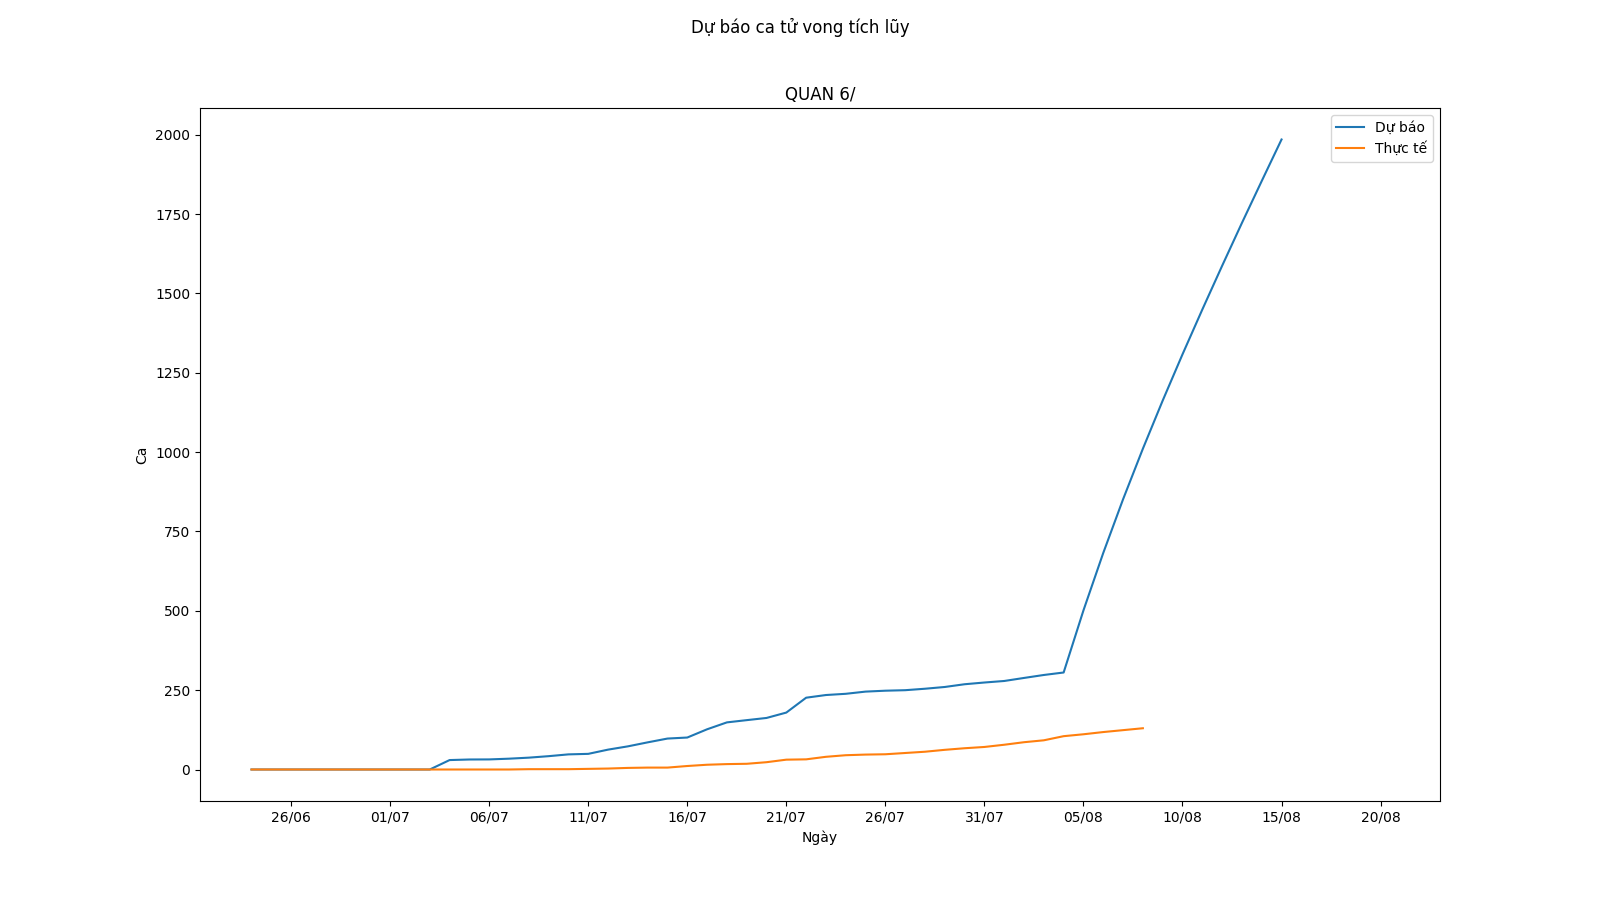 Dự báo ca tử vong tích lũy
QUAN 6/
Dự báo
Thực tế
2000
1750
1500
1250
1000
750
500
250
0
Ca
26/06 01/07 06/07 11/07 16/07 21/07 26/07 31/07 05/08 10/08 15/08 20/08
Ngày